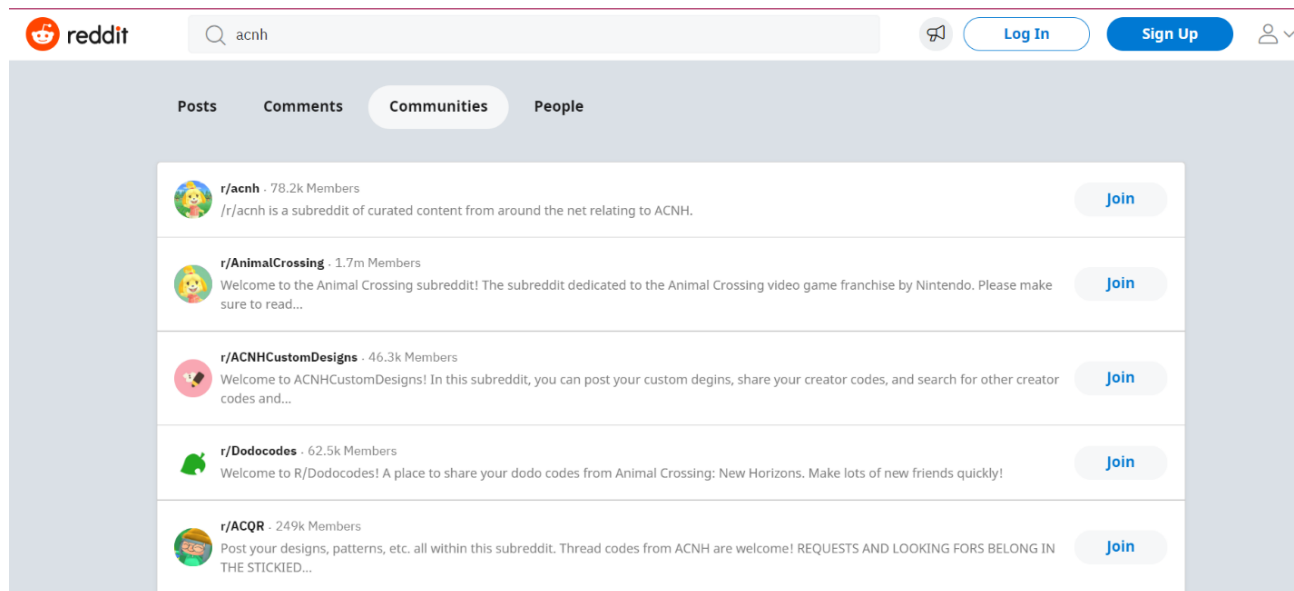 reddit
acnh
Log In
Sign Up
Posts
Comments
Communities
People
r/acnh · 78.2k Members
/r/acnh is a subreddit of curated content from around the net relating to ACNH.
Join
r/AnimalCrossing · 1.7m Members
Welcome to the Animal Crossing subreddit! The subreddit dedicated to the Animal Crossing video game franchise by Nintendo. Please make
sure to read...
Join
r/ACNHCustomDesigns · 46.3k Members
Welcome to ACNHCustomDesigns! In this subreddit, you can post your custom degins, share your creator codes, and search for other creator
codes and...
Join
r/Dodocodes · 62.5k Members
Welcome to R/Dodocodes! A place to share your dodo codes from Animal Crossing: New Horizons. Make lots of new friends quickly!
Join
r/ACQR · 249k Members
Post your designs, patterns, etc. all within this subreddit. Thread codes from ACNH are welcome! REQUESTS AND LOOKING FORS BELONG IN
THE STICKIED...
Join